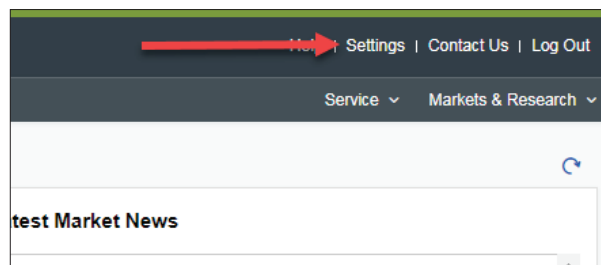 | Settings | Contact Us | Log Out
Service Markets & Research
test Market News